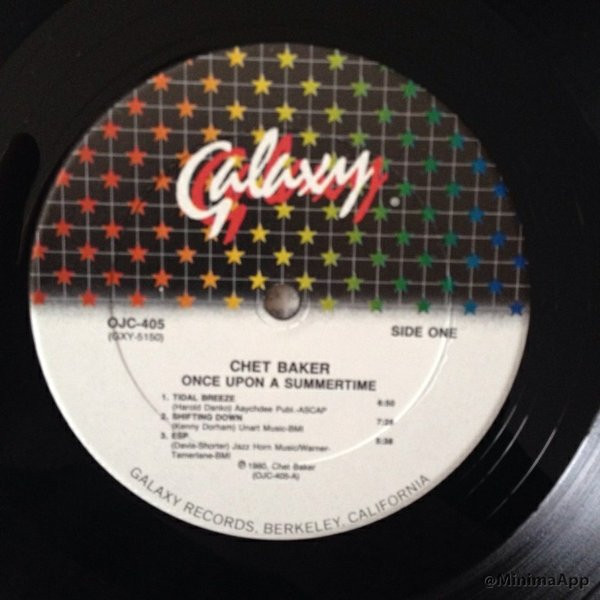 Galaxy
OJC-405
(GXY-5150)
SIDE ONE
CHET BAKER
ONCE UPON A SUMMERTIME
1. TIDAL BREEZE 6:50
(Harold Danko) Aaychdee Publ.-ASCAP
2. SHIFTING DOWN 7:26
(Kenny Dorham) Unart Music-BMI
3. ESP 5:38
(Davis-Shorter) Jazz Horn Music/Warner-
Tamerlane-BMI
℗ 1980, Chet Baker
(OJC-405-A)
GALAXY RECORDS, BERKELEY, CALIFORNIA
@MinimaApp